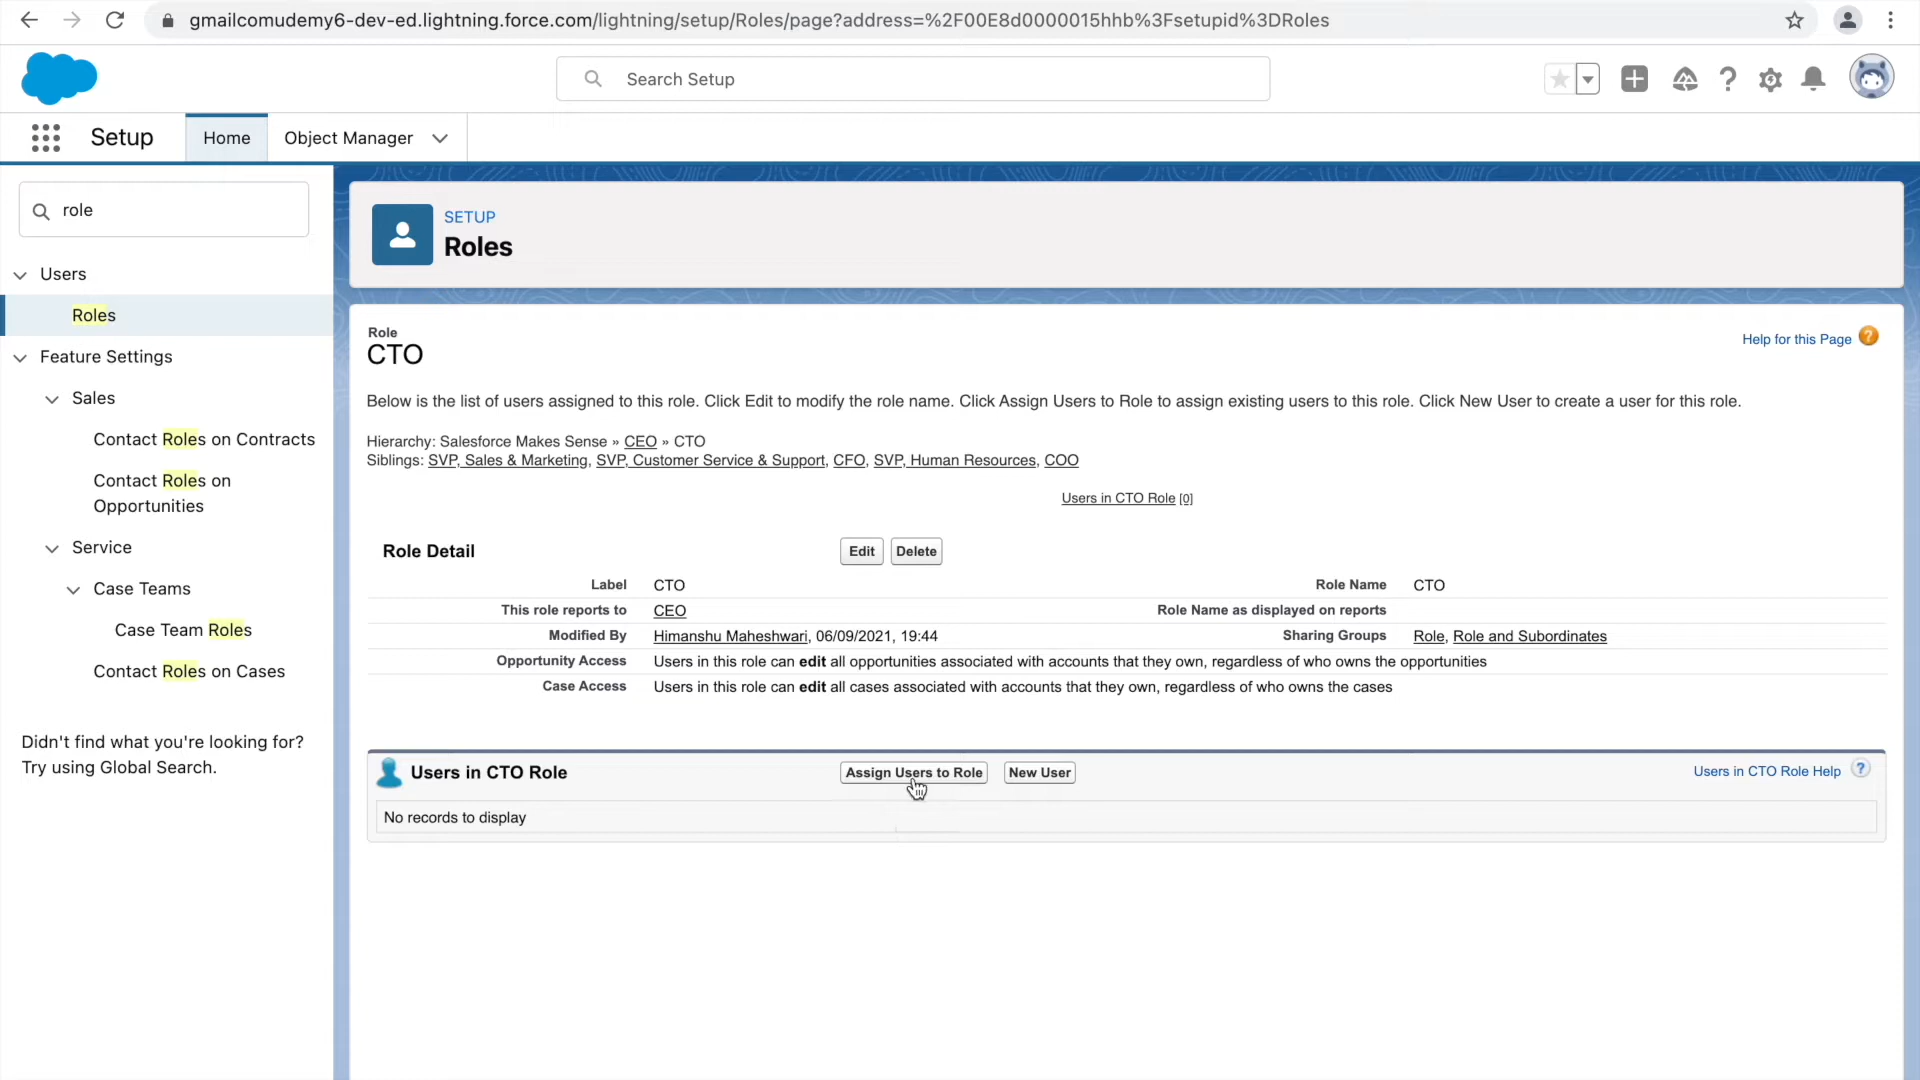 gmailcomudemy6-dev-ed.lightning.force.com/lightning/setup/Roles/page?address=%2F00E8d0000015hhb%3Fsetupid%3DRoles
Search Setup
Setup
Home
Object Manager
role
Users
Roles
Feature Settings
Sales
Contact Roles on Contracts
Contact Roles on
Opportunities
Service
Case Teams
Case Team Roles
Contact Roles on Cases
Didn't find what you're looking for?
Try using Global Search.
SETUP
Roles
Role
CTO
Help for this Page ?
Below is the list of users assigned to this role. Click Edit to modify the role name. Click Assign Users to Role to assign existing users to this role. Click New User to create a user for this role.
Hierarchy: Salesforce Makes Sense » CEO » CTO
Siblings: SVP, Sales & Marketing, SVP, Customer Service & Support, CFO, SVP, Human Resources, COO
Users in CTO Role [0]
Role Detail Edit Delete
Label CTO Role Name CTO
This role reports to CEO Role Name as displayed on reports
Modified By Himanshu Maheshwari, 06/09/2021, 19:44 Sharing Groups Role, Role and Subordinates
Opportunity Access Users in this role can edit all opportunities associated with accounts that they own, regardless of who owns the opportunities
Case Access Users in this role can edit all cases associated with accounts that they own, regardless of who owns the cases
Users in CTO Role Assign Users to Role New User Users in CTO Role Help ?
No records to display